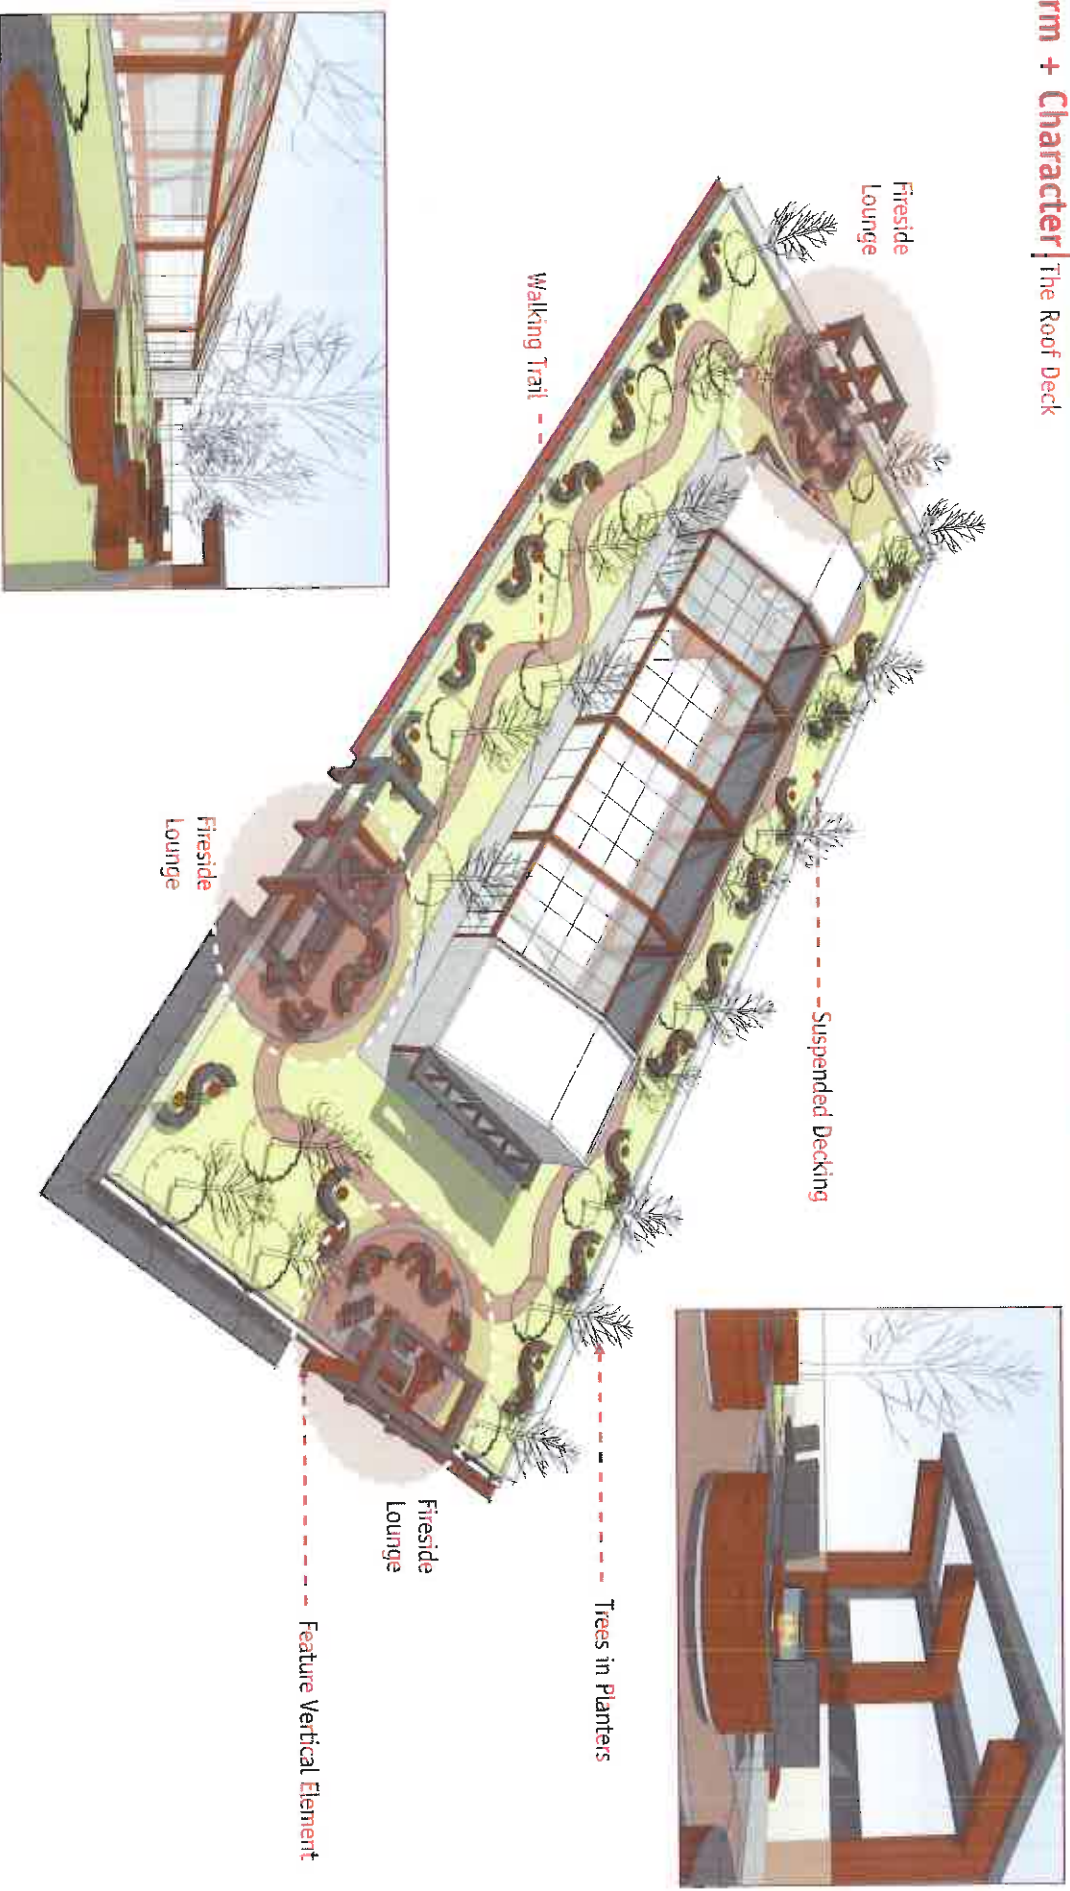 rm + Character | The Roof Deck
Fireside
Lounge
Suspended Decking
Walking Trail
Trees in Planters
Fireside
Lounge
Fireside
Lounge
Feature Vertical Element